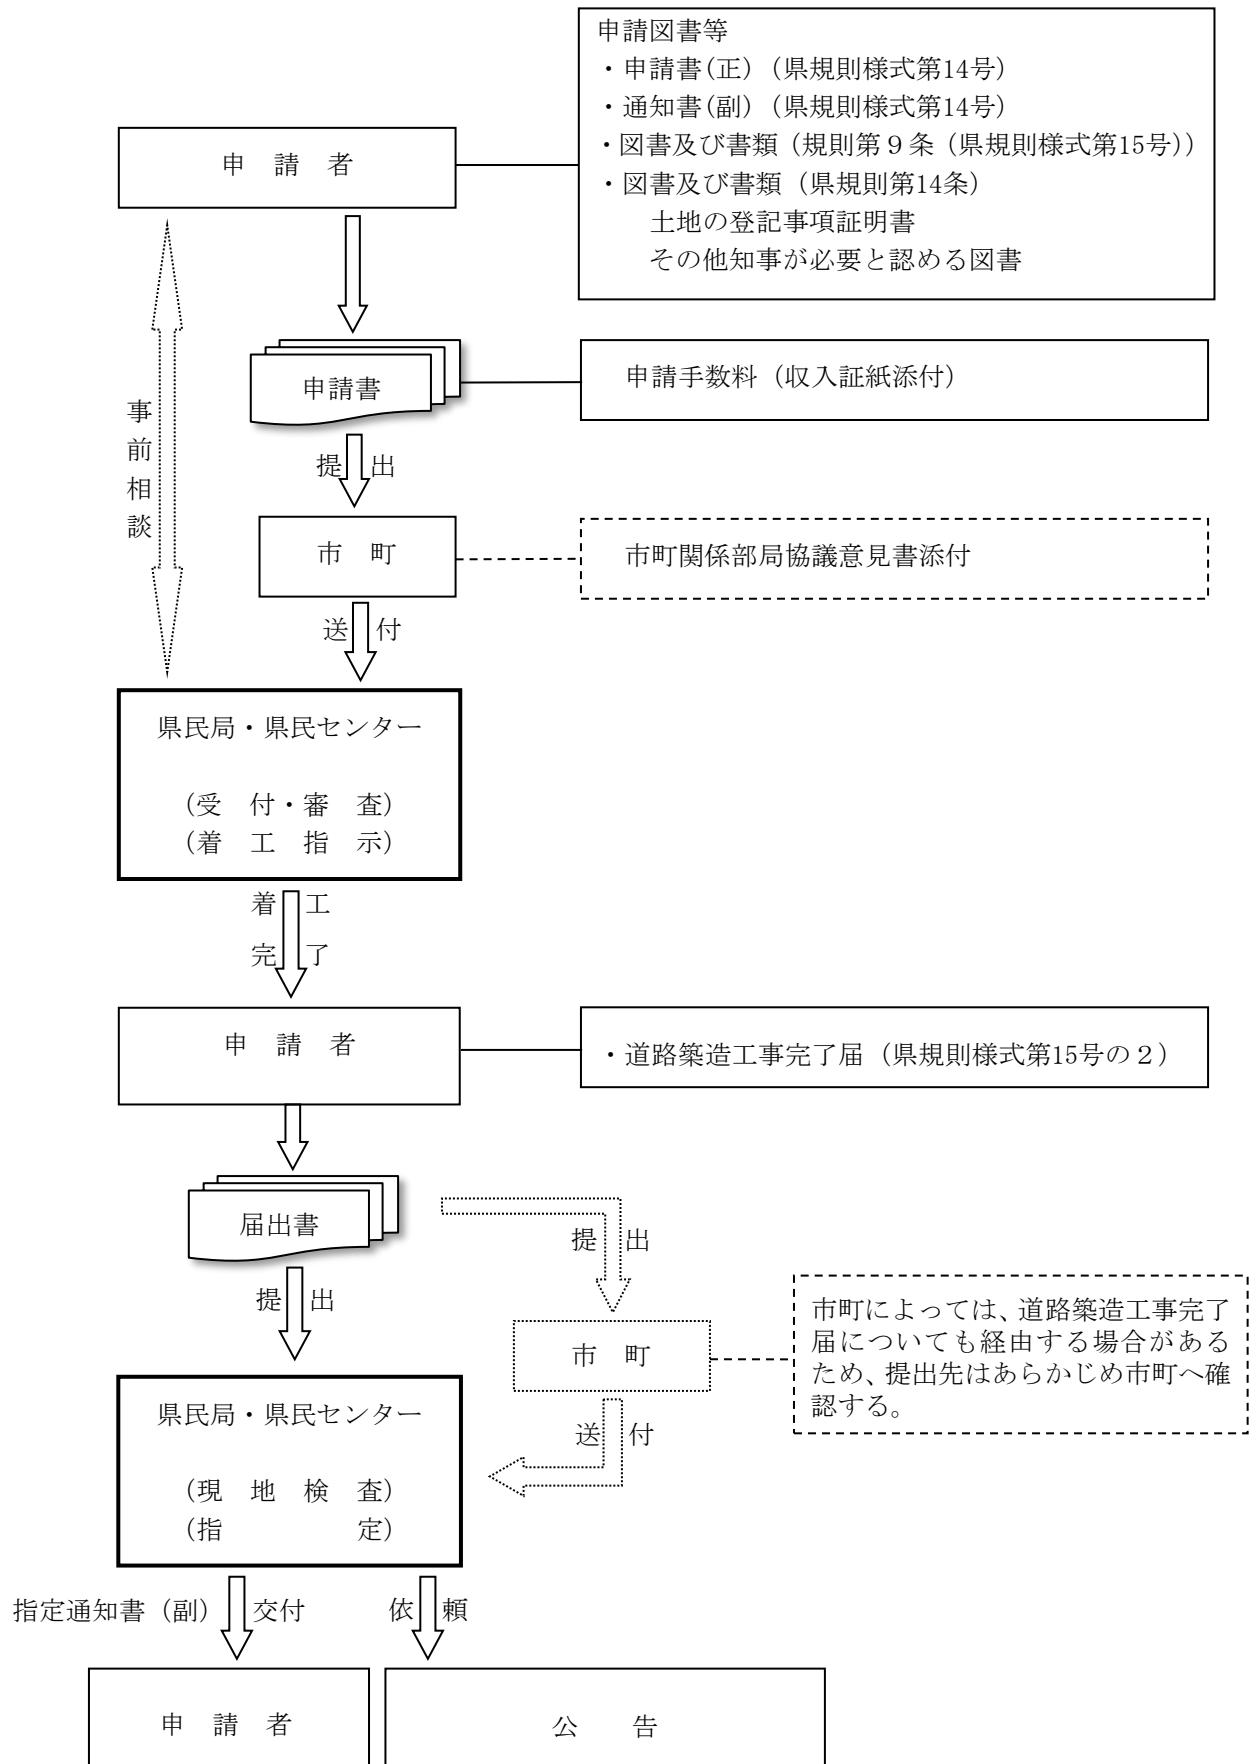 申請図書等
・申請書(正)（県規則様式第14号）
・通知書(副)（県規則様式第14号）
・図書及び書類（規則第９条（県規則様式第15号））
・図書及び書類（県規則第14条）
土地の登記事項証明書
その他知事が必要と認める図書
申　請　者
申請書
申請手数料（収入証紙添付）
事前相談
提出
市　町
市町関係部局協議意見書添付
送付
県民局・県民センター
（受　付・審　査）
（着　工　指　示）
着工
完了
申　請　者
・道路築造工事完了届（県規則様式第15号の２）
届出書
提出
提出
市　町
市町によっては、道路築造工事完了
届についても経由する場合がある
ため、提出先はあらかじめ市町へ確
認する。
送付
県民局・県民センター
（現　地　検　査）
（指　　　　　定）
指定通知書（副）交付
依頼
申　請　者
公　　告